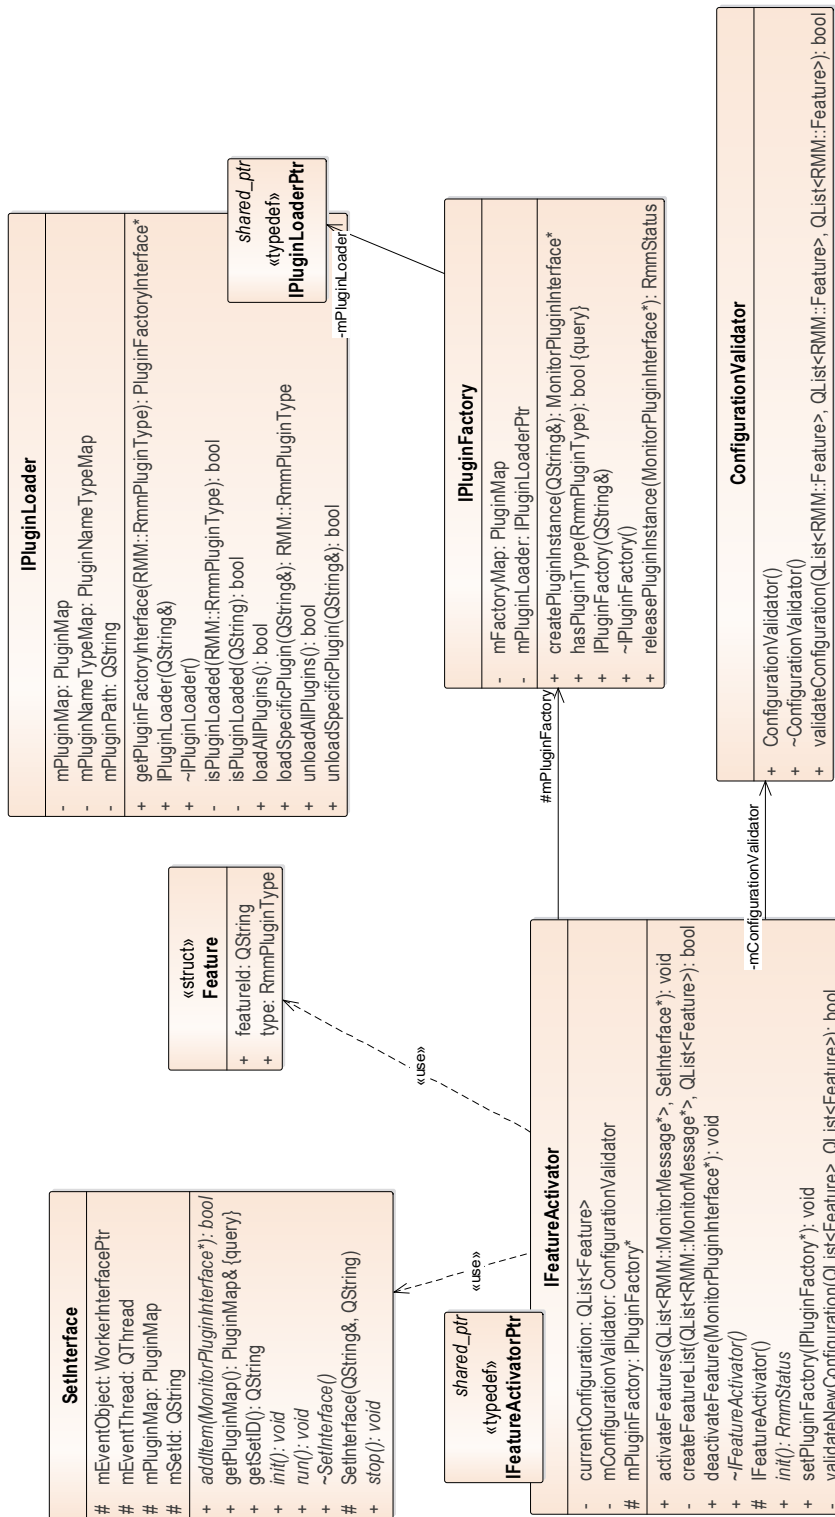 IPluginLoader
- mPluginMap: PluginMap
- mPluginNameTypeMap: PluginNameTypeMap
- mPluginPath: QString
+ getPluginFactoryInterface(RMM::RmmPluginType): PluginFactoryInterface*
+ IPluginLoader(QString&)
+ ~IPluginLoader()
- isPluginLoaded(RMM::RmmPluginType): bool
- isPluginLoaded(QString): bool
+ loadAllPlugins(): bool
+ loadSpecificPlugin(QString&): RMM::RmmPluginType
+ unloadAllPlugins(): bool
+ unloadSpecificPlugin(QString&): bool
shared_ptr
«typedef»
IPluginLoaderPtr
-mPluginLoader
IPluginFactory
- mFactoryMap: PluginMap
- mPluginLoader: IPluginLoaderPtr
+ createPluginInstance(QString&): MonitorPluginInterface*
+ hasPluginType(RmmPluginType): bool {query}
+ IPluginFactory(QString&)
+ ~IPluginFactory()
+ releasePluginInstance(MonitorPluginInterface*): RmmStatus
ConfigurationValidator
+ ConfigurationValidator()
+ ~ConfigurationValidator()
+ validateConfiguration(QList<RMM::Feature>, QList<RMM::Feature>, QList<RMM::Feature>): bool
«struct»
Feature
+ featureId: QString
+ type: RmmPluginType
#mPluginFactory
-mConfigurationValidator
«use»
«use»
SetInterface
# mEventObject: WorkerInterfacePtr
# mEventThread: QThread
# mPluginMap: PluginMap
# mSetId: QString
+ addItem(MonitorPluginInterface*): bool
+ getPluginMap(): PluginMap& {query}
+ getSetID(): QString
+ init(): void
+ run(): void
+ ~SetInterface()
# SetInterface(QString&, QString)
+ stop(): void
shared_ptr
«typedef»
IFeatureActivatorPtr
IFeatureActivator
- currentConfiguration: QList<Feature>
- mConfigurationValidator: ConfigurationValidator
# mPluginFactory: IPluginFactory*
+ activateFeatures(QList<RMM::MonitorMessage*>, SetInterface*): void
- createFeatureList(QList<RMM::MonitorMessage*>, QList<Feature>): bool
+ deactivateFeature(MonitorPluginInterface*): void
+ ~IFeatureActivator()
# IFeatureActivator()
+ init(): RmmStatus
+ setPluginFactory(IPluginFactory*): void
- validateNewConfiguration(QList<Feature>, QList<Feature>): bool